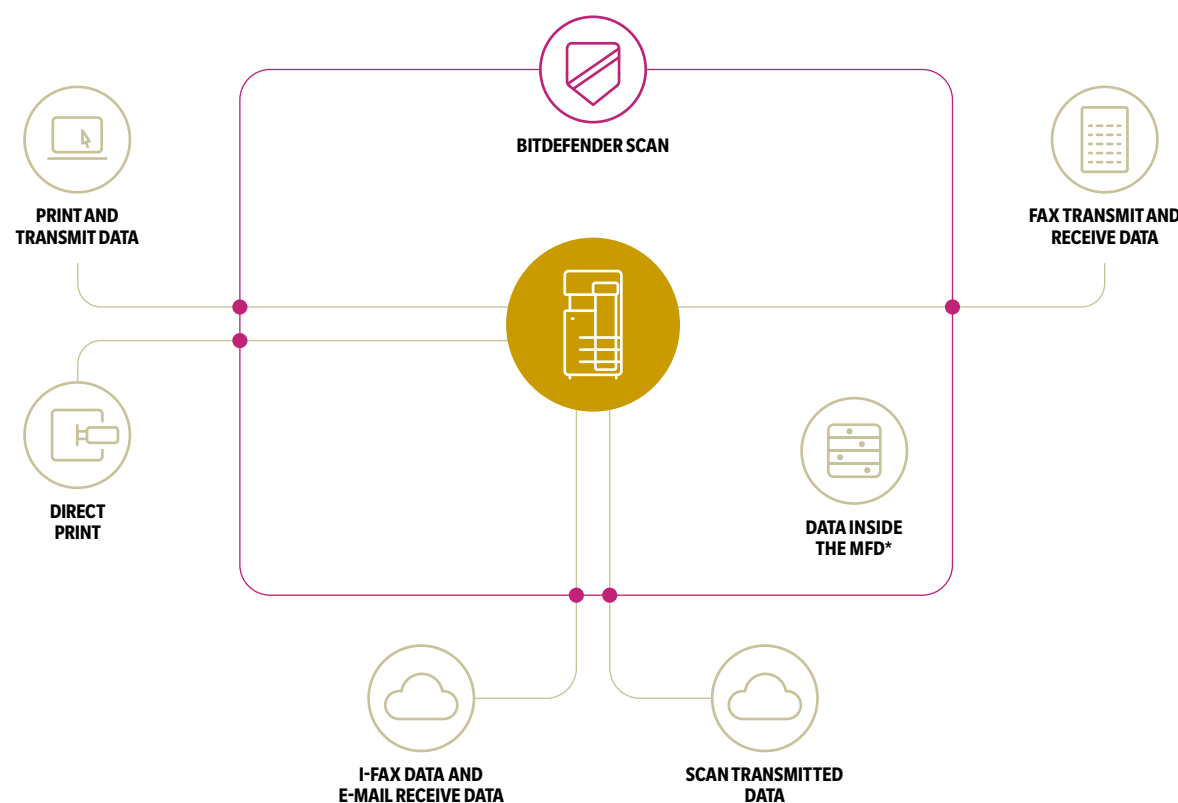 BITDEFENDER SCAN
PRINT AND
TRANSMIT DATA
FAX TRANSMIT AND
RECEIVE DATA
DIRECT
PRINT
DATA INSIDE
THE MFD*
I-FAX DATA AND
E-MAIL RECEIVE DATA
SCAN TRANSMITTED
DATA